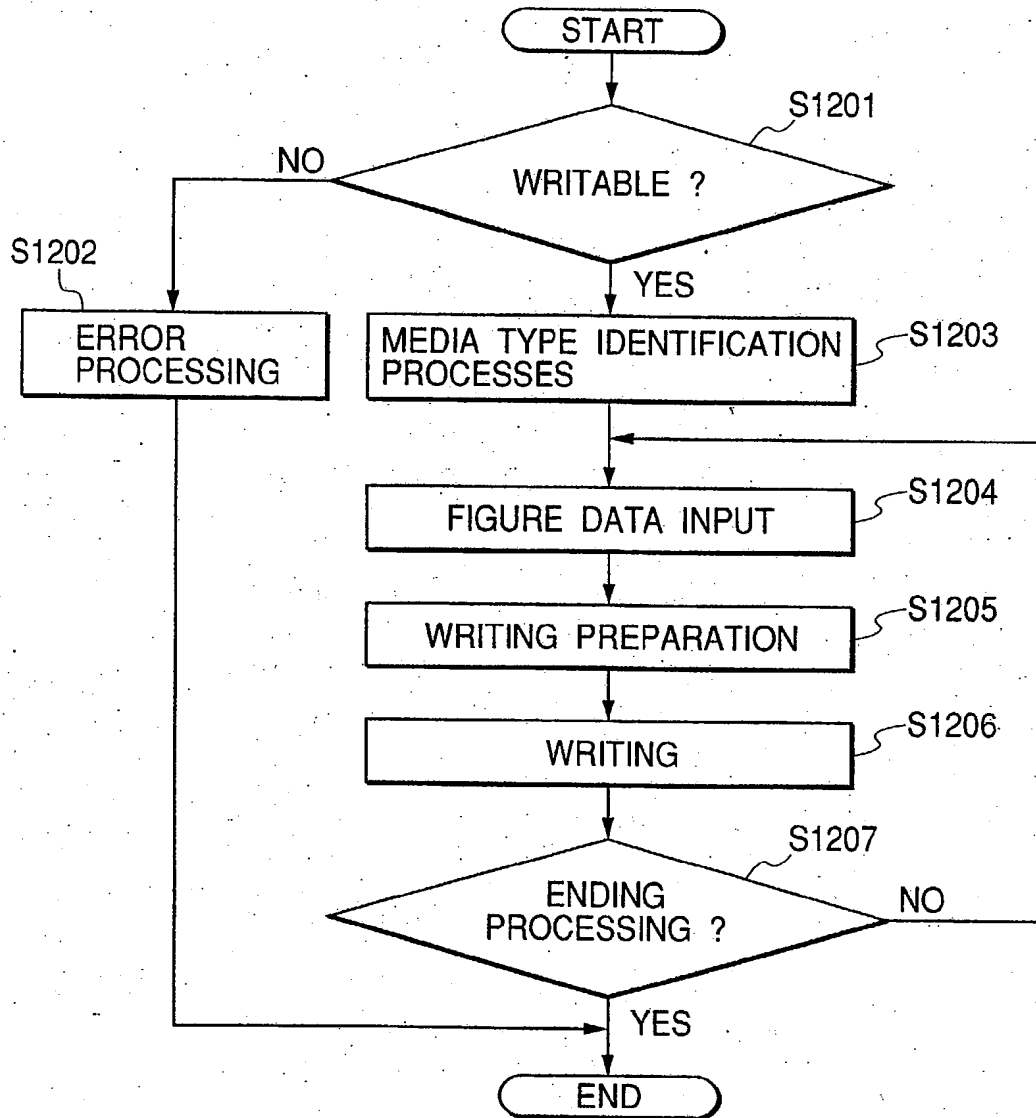 START
S1201
NO
WRITABLE ?
S1202
YES
ERROR
PROCESSING
MEDIA TYPE IDENTIFICATION
PROCESSES
S1203
S1204
FIGURE DATA INPUT
S1205
WRITING PREPARATION
S1206
WRITING
S1207
ENDING
PROCESSING ?
NO
YES
END